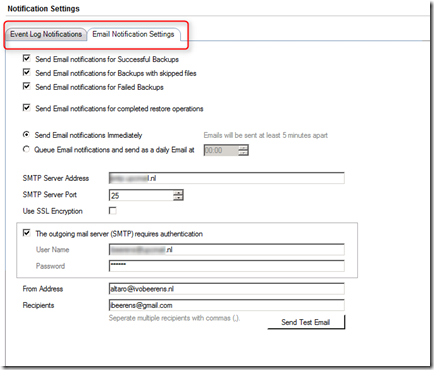 Notification Settings
Event Log Notifications
Email Notification Settings
Send Email notifications for Successful Backups
Send Email notifications for Backups with skipped files
Send Email notifications for Failed Backups
Send Email notifications for completed restore operations
Send Email notifications Immediately
Emails will be sent at least 5 minutes apart
Queue Email notifications and send as a daily Email at
00:00
SMTP Server Address
.nl
SMTP Server Port
25
Use SSL Encryption
The outgoing mail server (SMTP) requires authentication
User Name
.nl
Password
******
From Address
altaro@ivobeerens.nl
Recipients
ibeerens@gmail.com
Seperate multiple recipients with commas (,).
Send Test Email